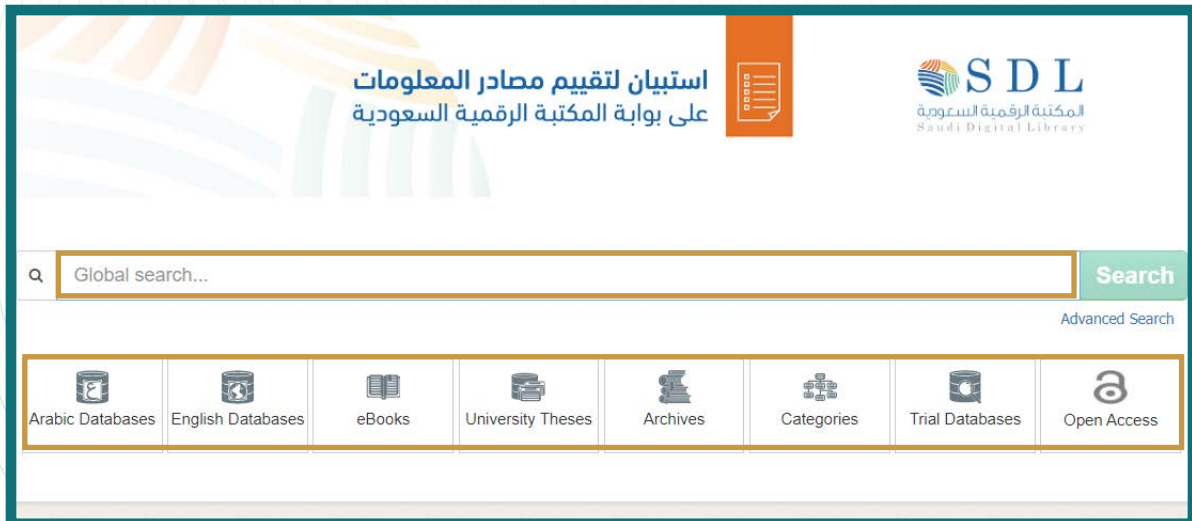 استبيان لتقييم مصادر المعلومات
على بوابة المكتبة الرقمية السعودية
SDL
المكتبة الرقمية السعودية
Saudi Digital Library
Global search...
Search
Advanced Search
Arabic Databases
English Databases
eBooks
University Theses
Archives
Categories
Trial Databases
Open Access